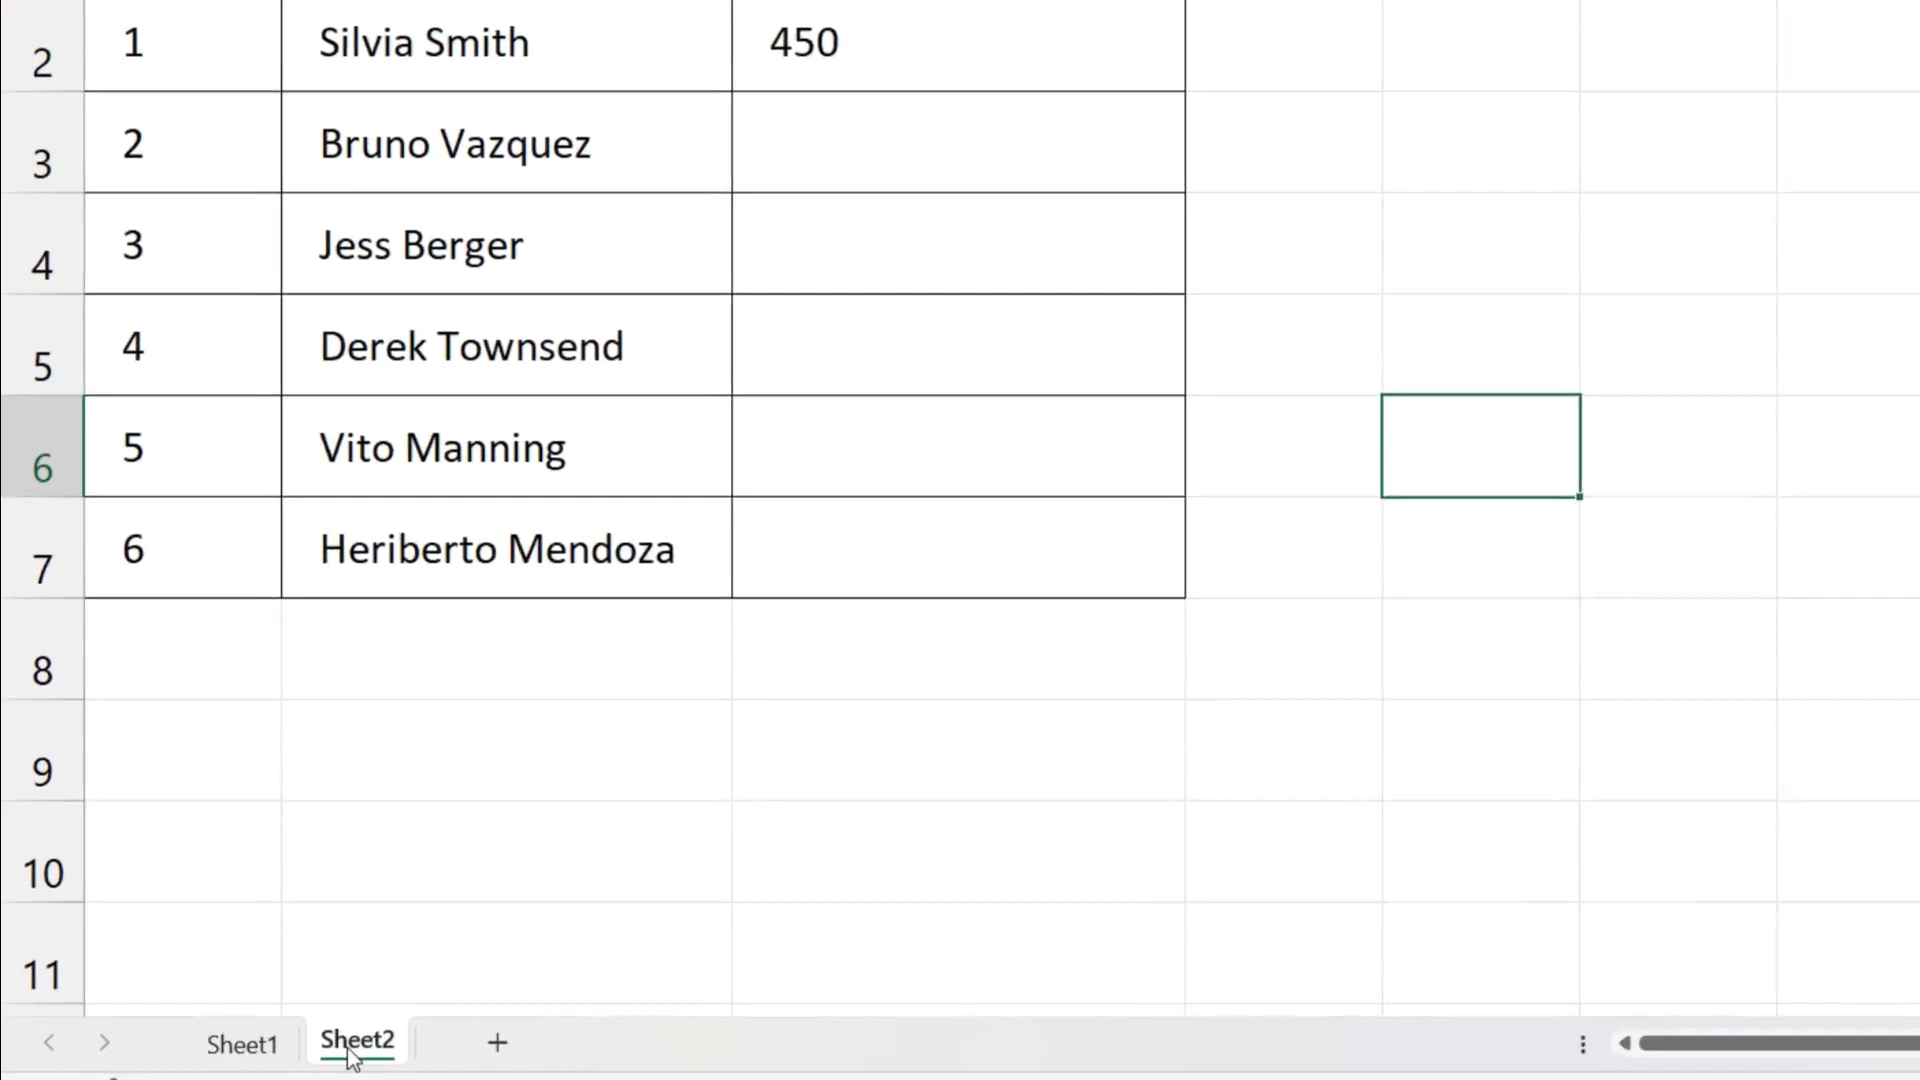 2 1 Silvia Smith 450
3 2 Bruno Vazquez
4 3 Jess Berger
5 4 Derek Townsend
6 5 Vito Manning
7 6 Heriberto Mendoza
8
9
10
11
Sheet1 Sheet2 +